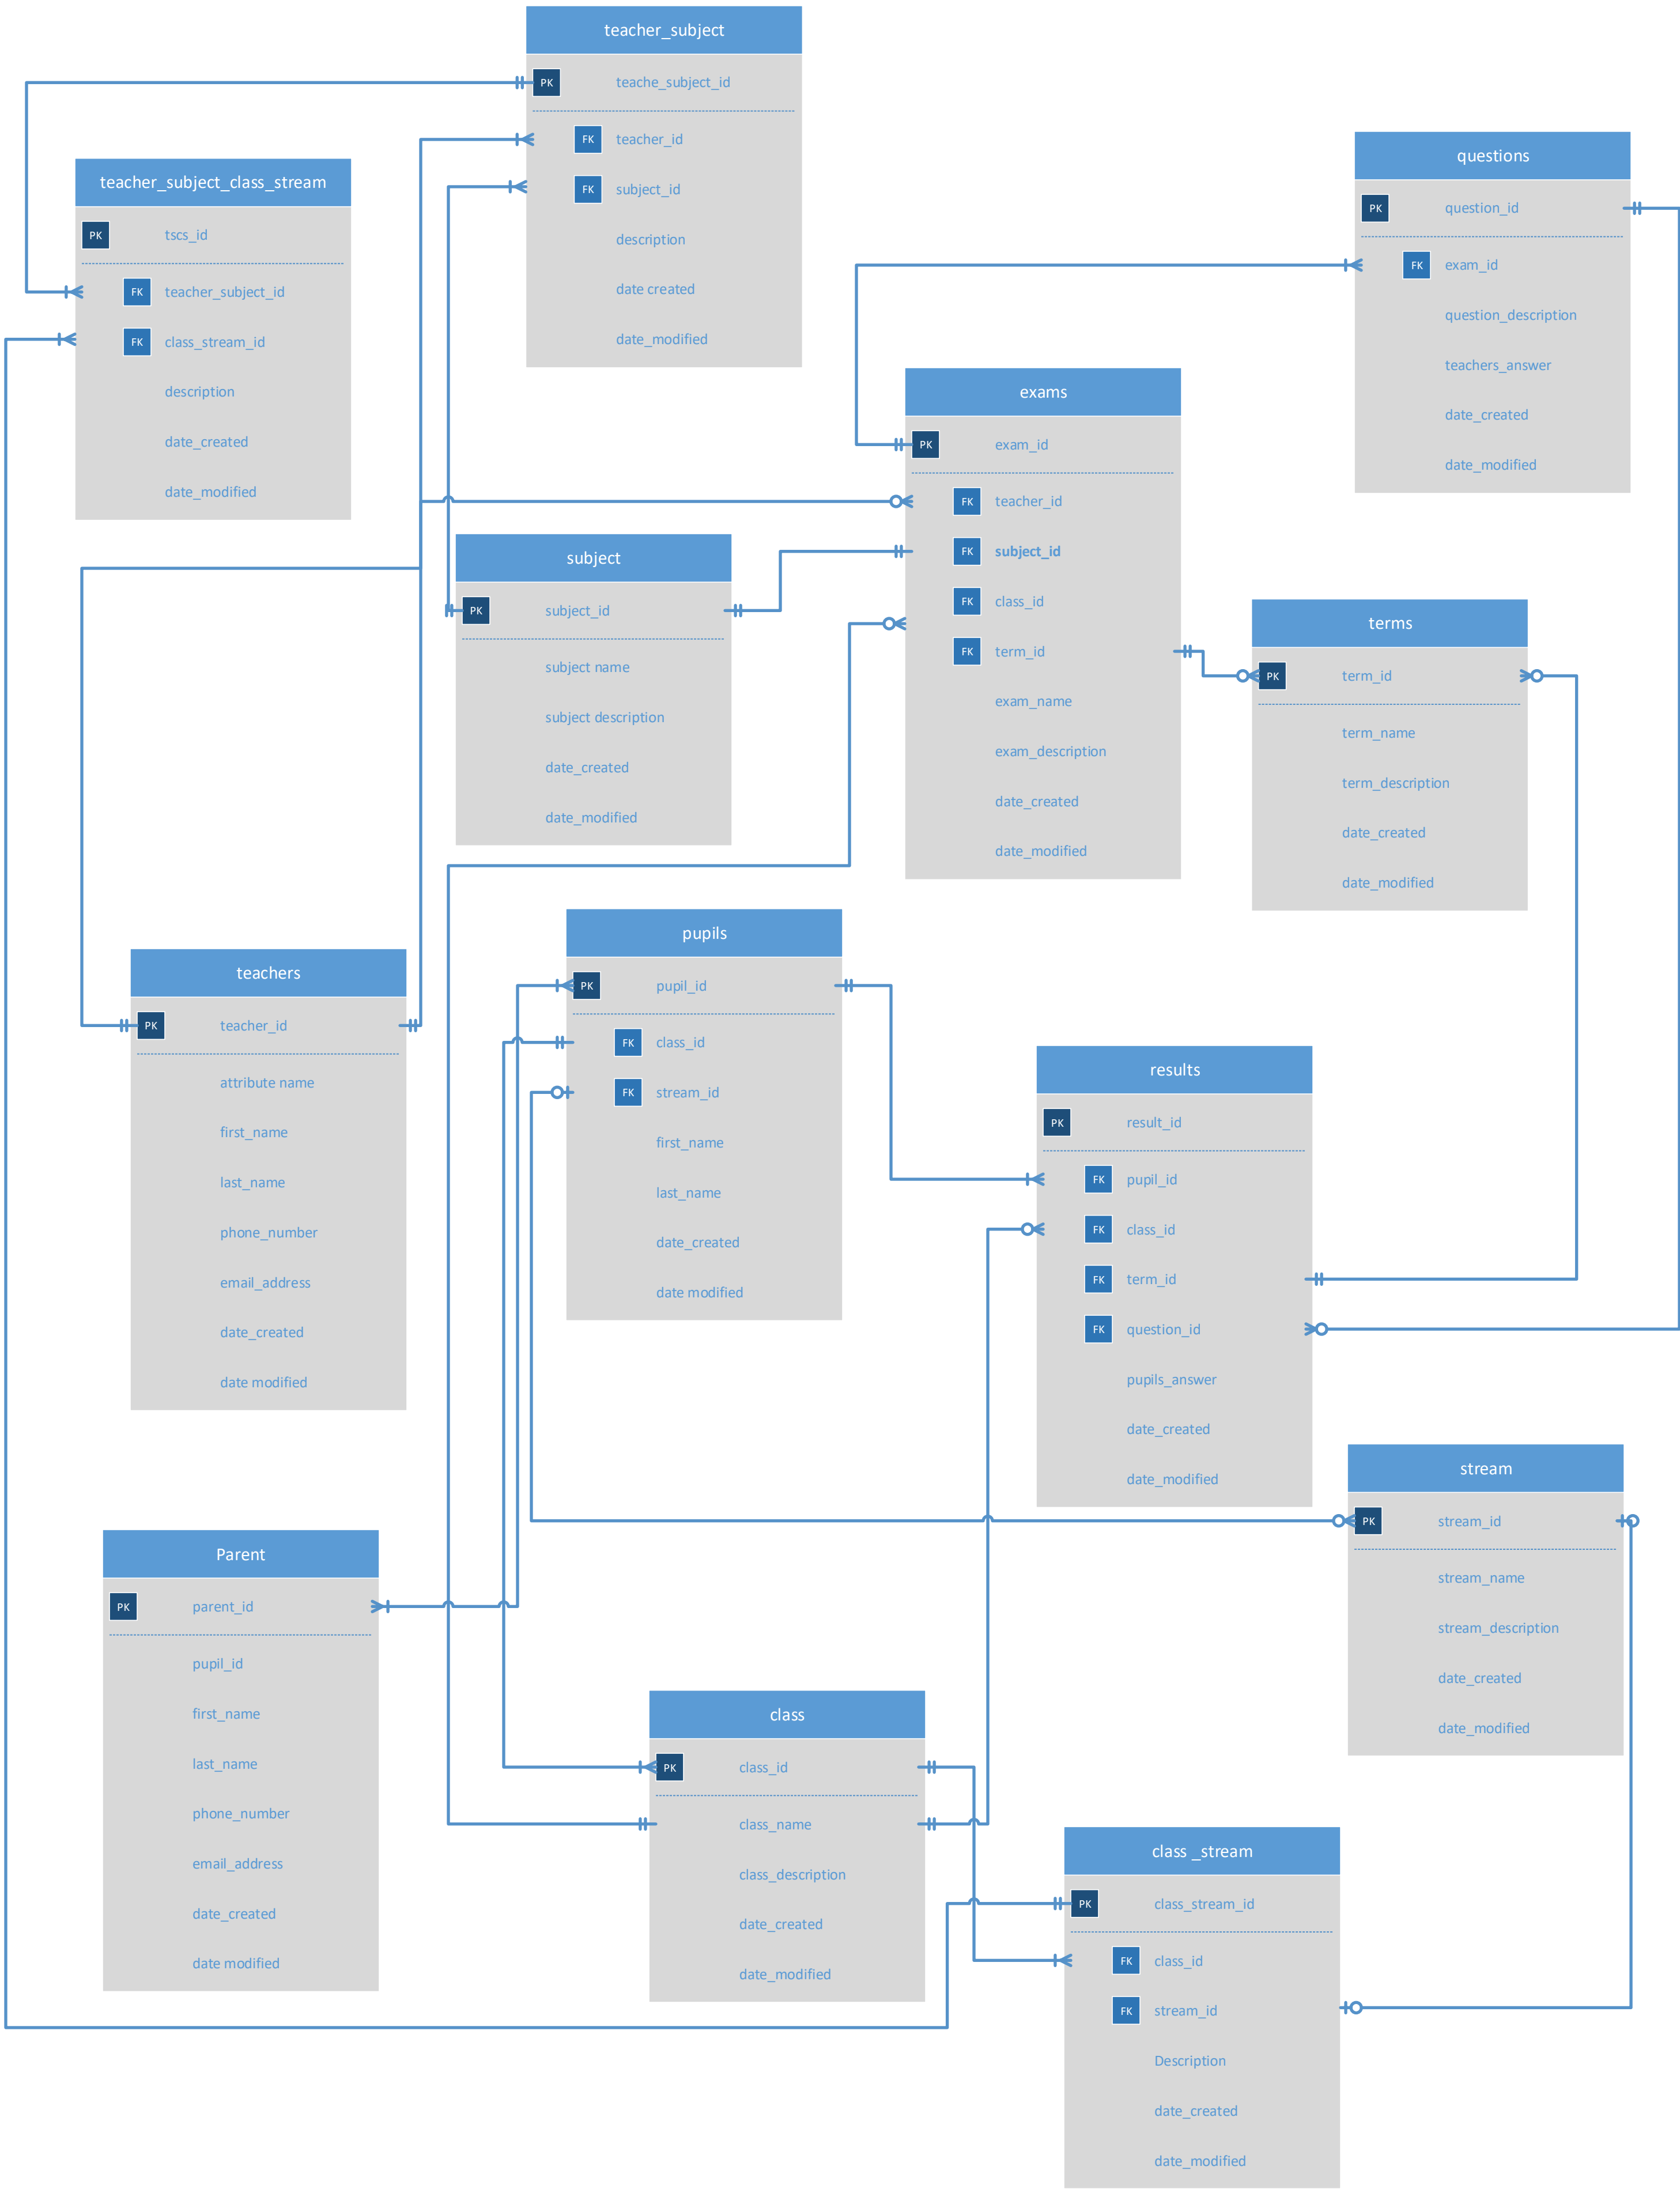 teacher_subject
PK teache_subject_id
FK teacher_id
FK subject_id
description
date created
date_modified
teacher_subject_class_stream
PK tscs_id
FK teacher_subject_id
FK class_stream_id
description
date_created
date_modified
questions
PK question_id
FK exam_id
question_description
teachers_answer
date_created
date_modified
exams
PK exam_id
FK teacher_id
FK subject_id
FK class_id
FK term_id
exam_name
exam_description
date_created
date_modified
subject
PK subject_id
subject name
subject description
date_created
date_modified
terms
PK term_id
term_name
term_description
date_created
date_modified
teachers
PK teacher_id
attribute name
first_name
last_name
phone_number
email_address
date_created
date modified
pupils
PK pupil_id
FK class_id
FK stream_id
first_name
last_name
date_created
date modified
results
PK result_id
FK pupil_id
FK class_id
FK term_id
FK question_id
pupils_answer
date_created
date_modified
stream
PK stream_id
stream_name
stream_description
date_created
date_modified
Parent
PK parent_id
pupil_id
first_name
last_name
phone_number
email_address
date_created
date modified
class
PK class_id
class_name
class_description
date_created
date_modified
class _stream
PK class_stream_id
FK class_id
FK stream_id
Description
date_created
date_modified